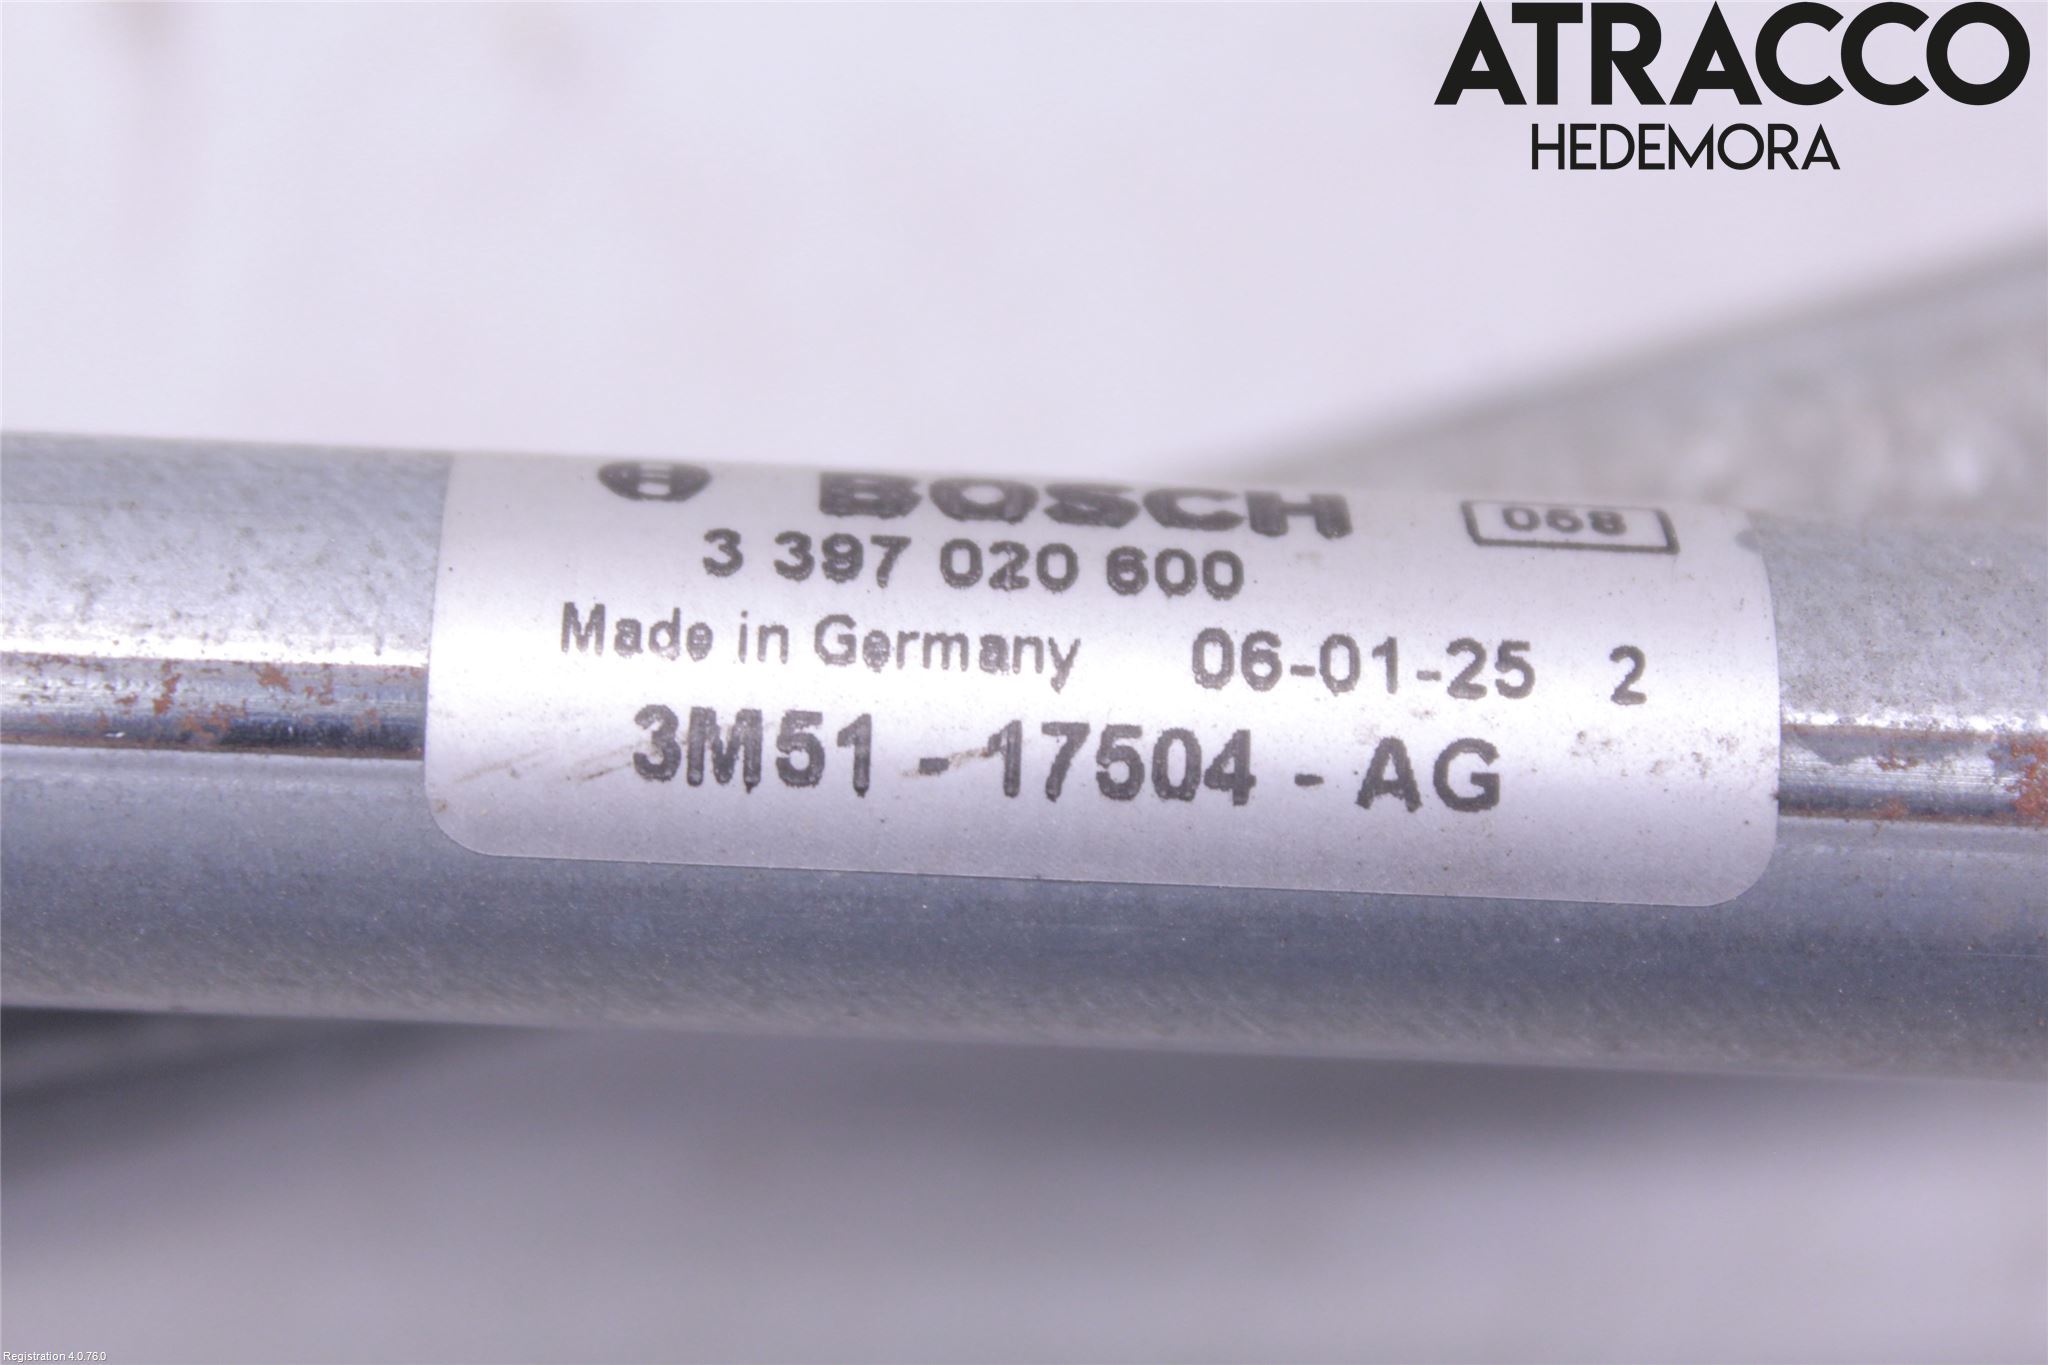 ATRACCO
HEDEMORA
BOSCH 068
3 397 020 600
Made in Germany 06-01-25 2
3M51 - 17504 - AG
Registration 4.0.76.0